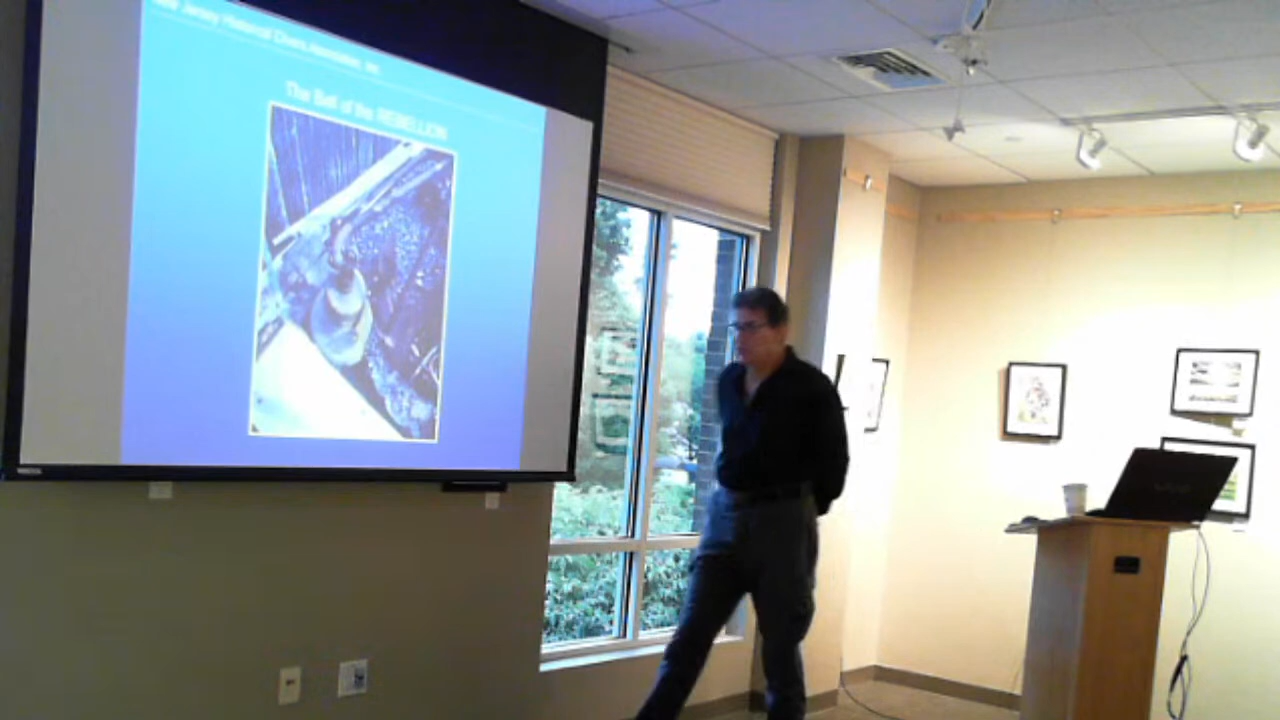 New Jersey Historical Divers Association, Inc.
The Bell of the REBELLION